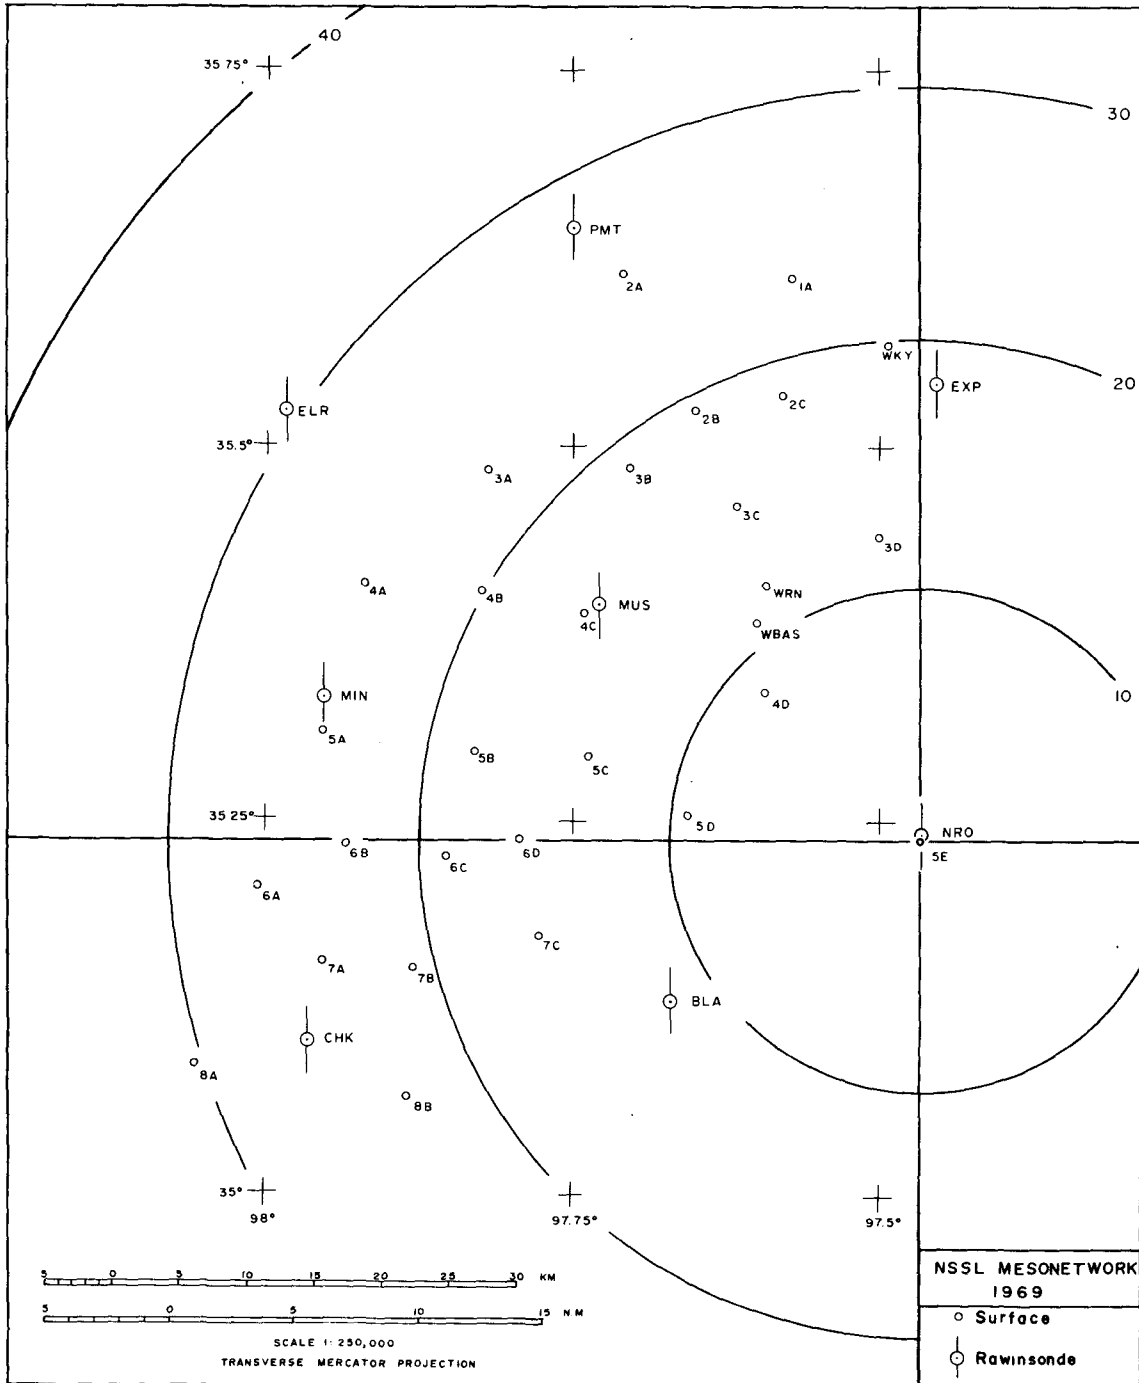 40
35 75°
30
PMT
2A
1A
WKY
EXP
20
ELR
2C
2B
35.5°
3A
3B
3C
3D
4A
4B
WRN
MUS
4C
WBAS
MIN
4D
10
5A
5B
5C
35 25°
5D
NRO
6B
6D
6C
5E
6A
7C
7A
7B
BLA
CHK
8A
8B
35°
98°
97.75°
97.5°
5 0 5 10 15 20 25 30 KM
5 0 5 10 15 N M
SCALE 1: 250,000
TRANSVERSE MERCATOR PROJECTION
NSSL MESONETWORK
1969
Surface
Rawinsonde